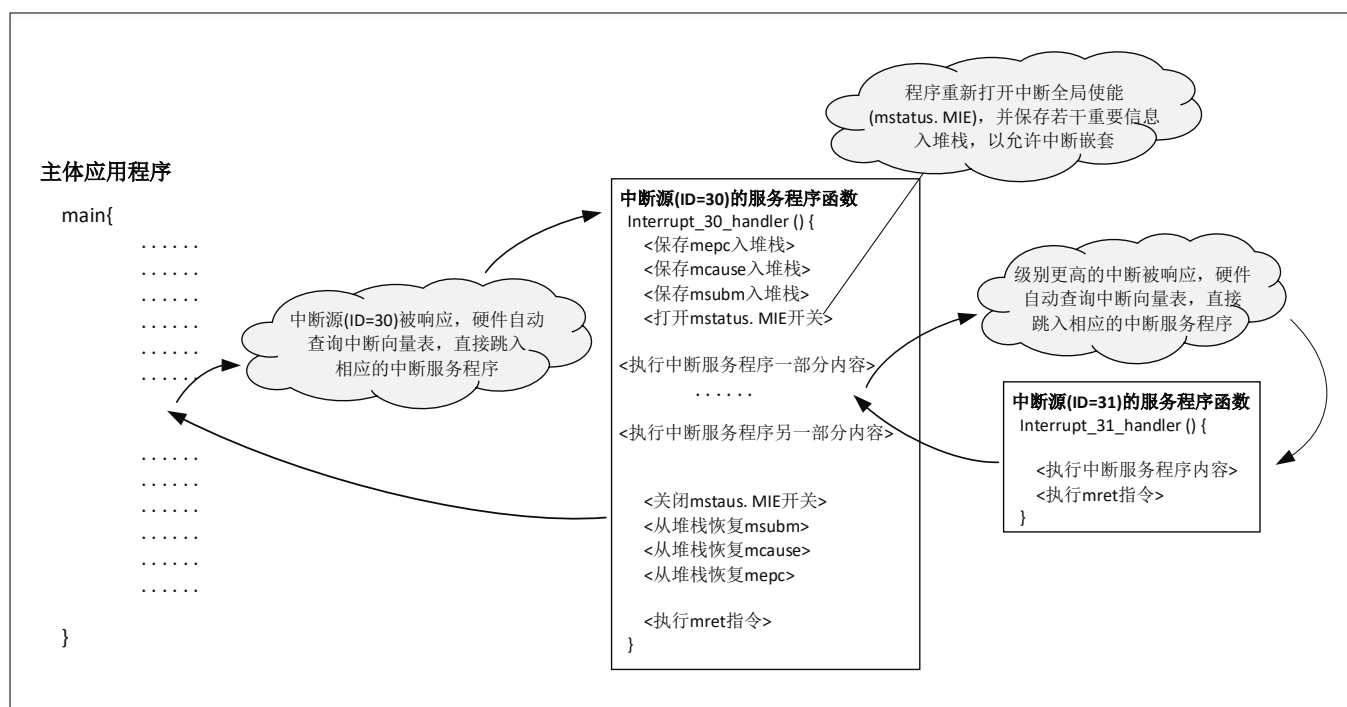 程序重新打开中断全局使能
(mstatus. MIE)，并保存若干重要信息
入堆栈，以允许中断嵌套
主体应用程序
main{
......
......
......
......
......
......
......
......
......
......
......
......
}
中断源(ID=30)被响应，硬件自动
查询中断向量表，直接跳入
相应的中断服务程序
中断源(ID=30)的服务程序函数
Interrupt_30_handler () {
<保存mepc入堆栈>
<保存mcause入堆栈>
<保存msubm入堆栈>
<打开mstatus. MIE开关>
<执行中断服务程序一部分内容>
......
<执行中断服务程序另一部分内容>
<关闭mstaus. MIE开关>
<从堆栈恢复msubm>
<从堆栈恢复mcause>
<从堆栈恢复mepc>
<执行mret指令>
}
级别更高的中断被响应，硬件
自动查询中断向量表，直接
跳入相应的中断服务程序
中断源(ID=31)的服务程序函数
Interrupt_31_handler () {
<执行中断服务程序内容>
<执行mret指令>
}